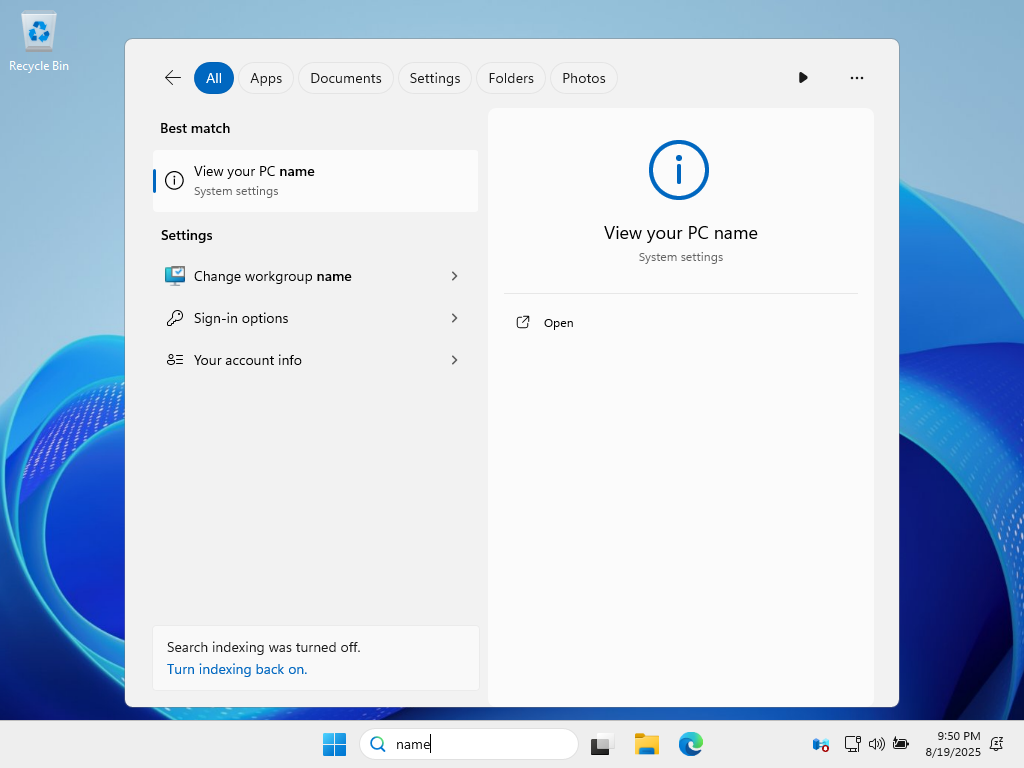 Recycle Bin
All
Apps
Documents
Settings
Folders
Photos
Best match
View your PC name
System settings
Settings
Change workgroup name
Sign-in options
Your account info
Search indexing was turned off.
Turn indexing back on.
View your PC name
System settings
Open
name
9:50 PM
8/19/2025